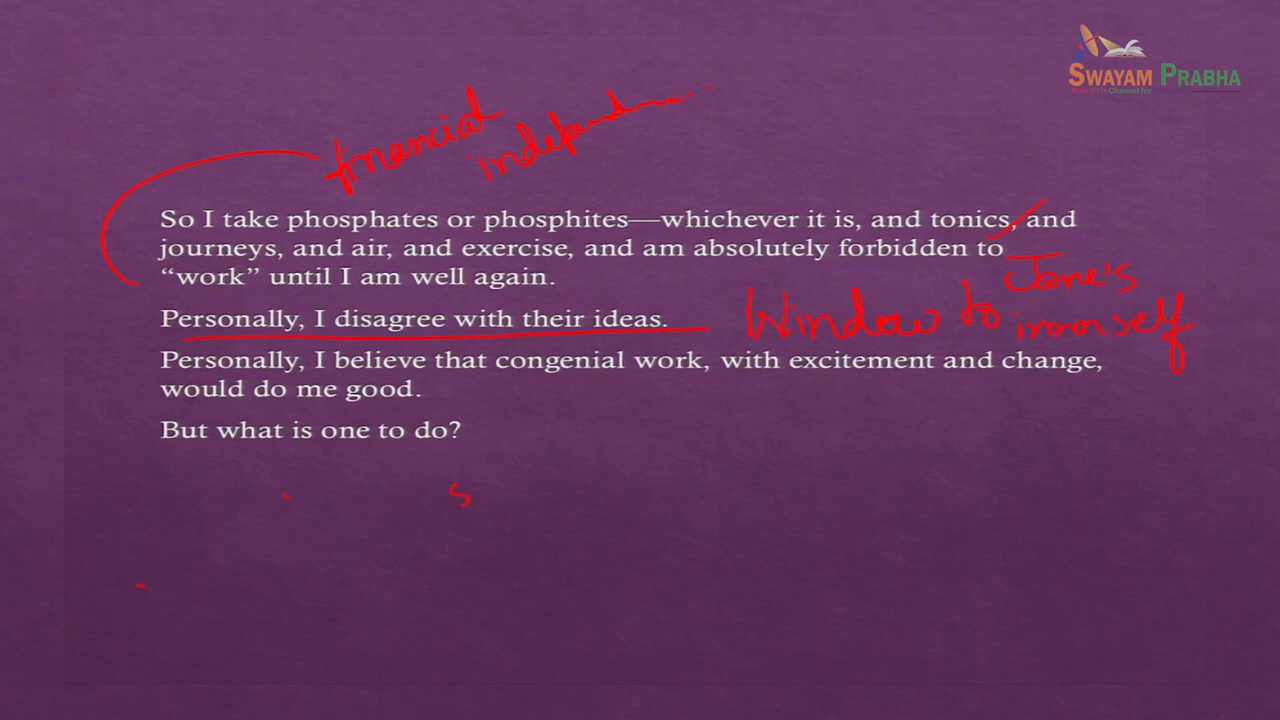 SWAYAM PRABHA
financial
So I take phosphates or phosphites—whichever it is, and tonics, and
journeys, and air, and exercise, and am absolutely forbidden to
“work” until I am well again.
Jane's
Personally, I disagree with their ideas.
Window to
Personally, I believe that congenial work, with excitement and change,
would do me good.
But what is one to do?
s